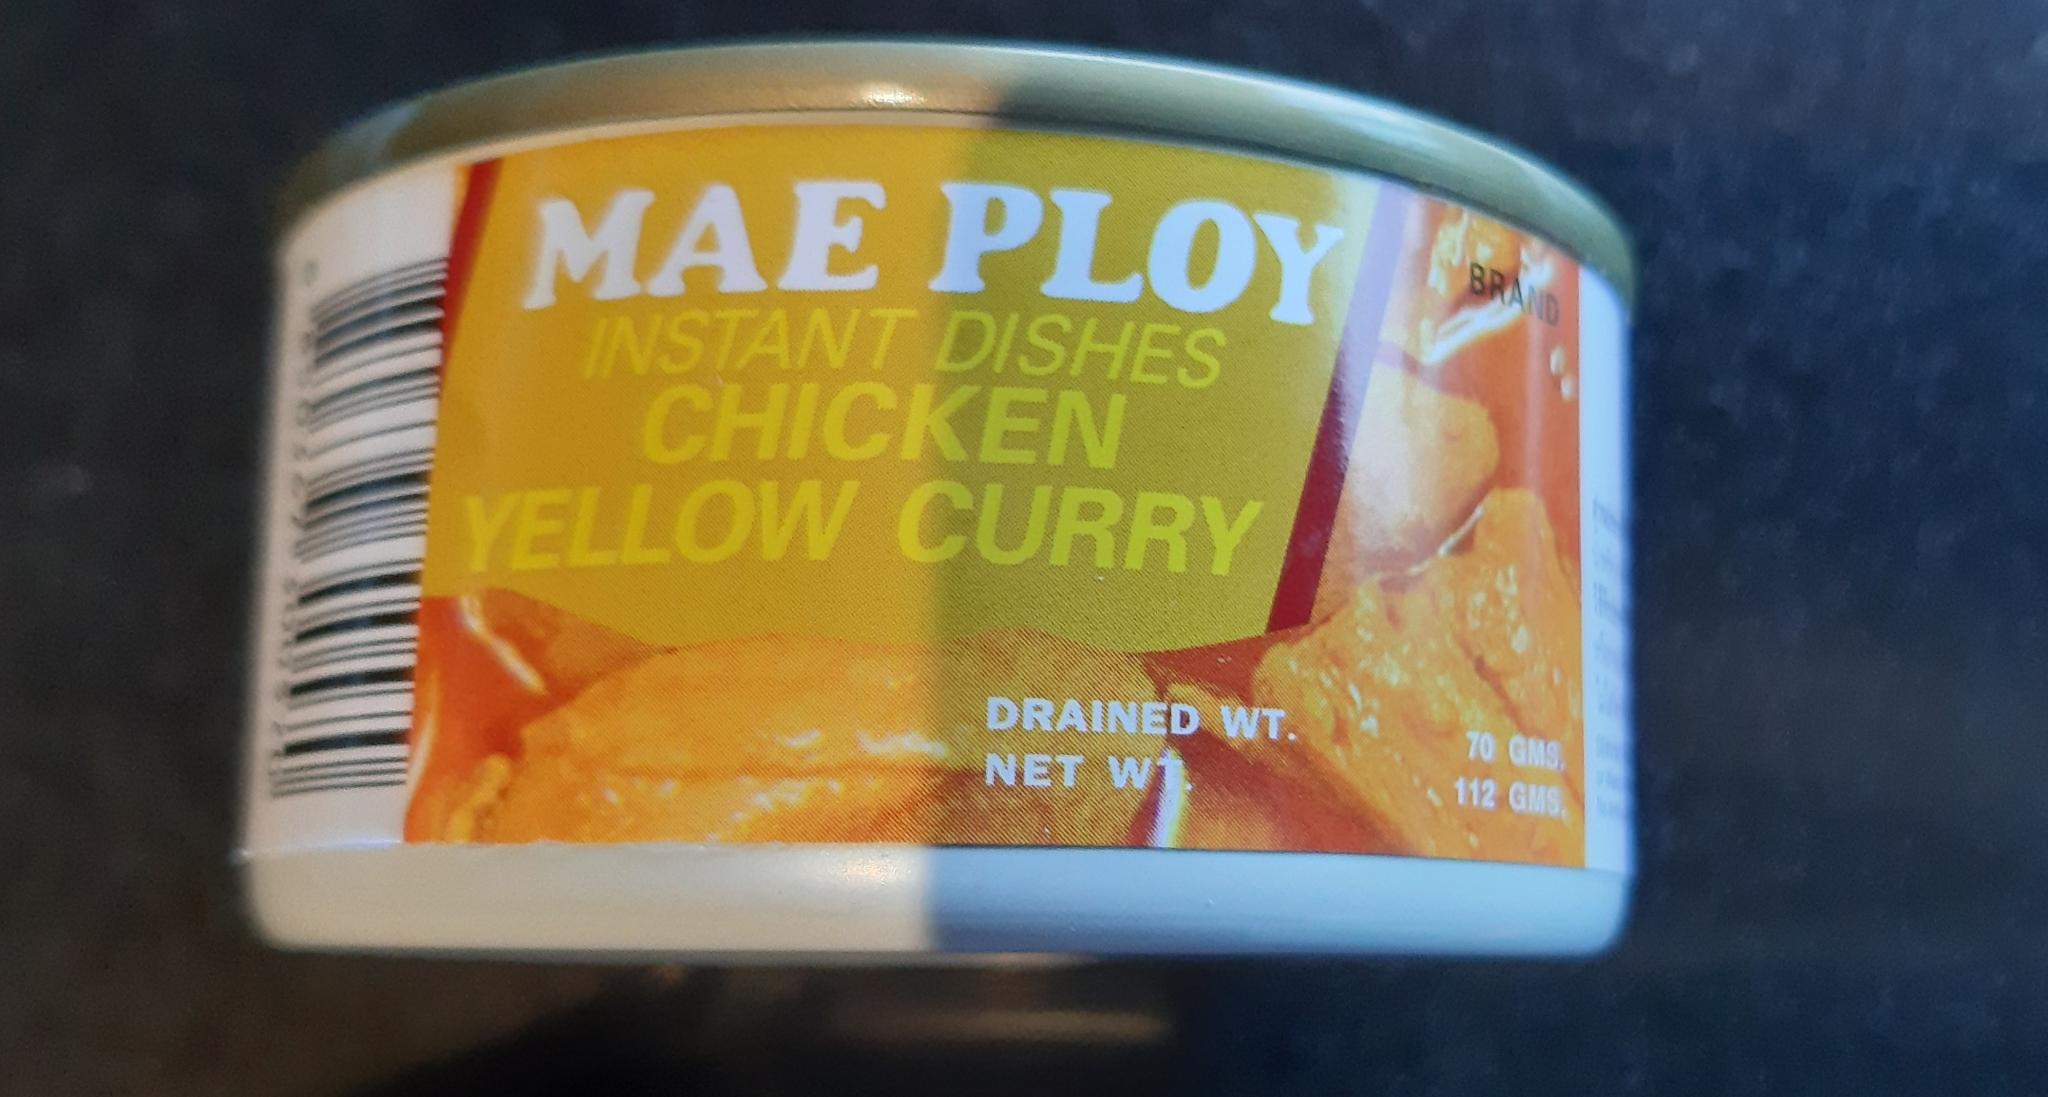 MAE PLOY
BRAND
INSTANT DISHES
CHICKEN
YELLOW CURRY
DRAINED WT. 70 GMS.
NET WT. 112 GMS.